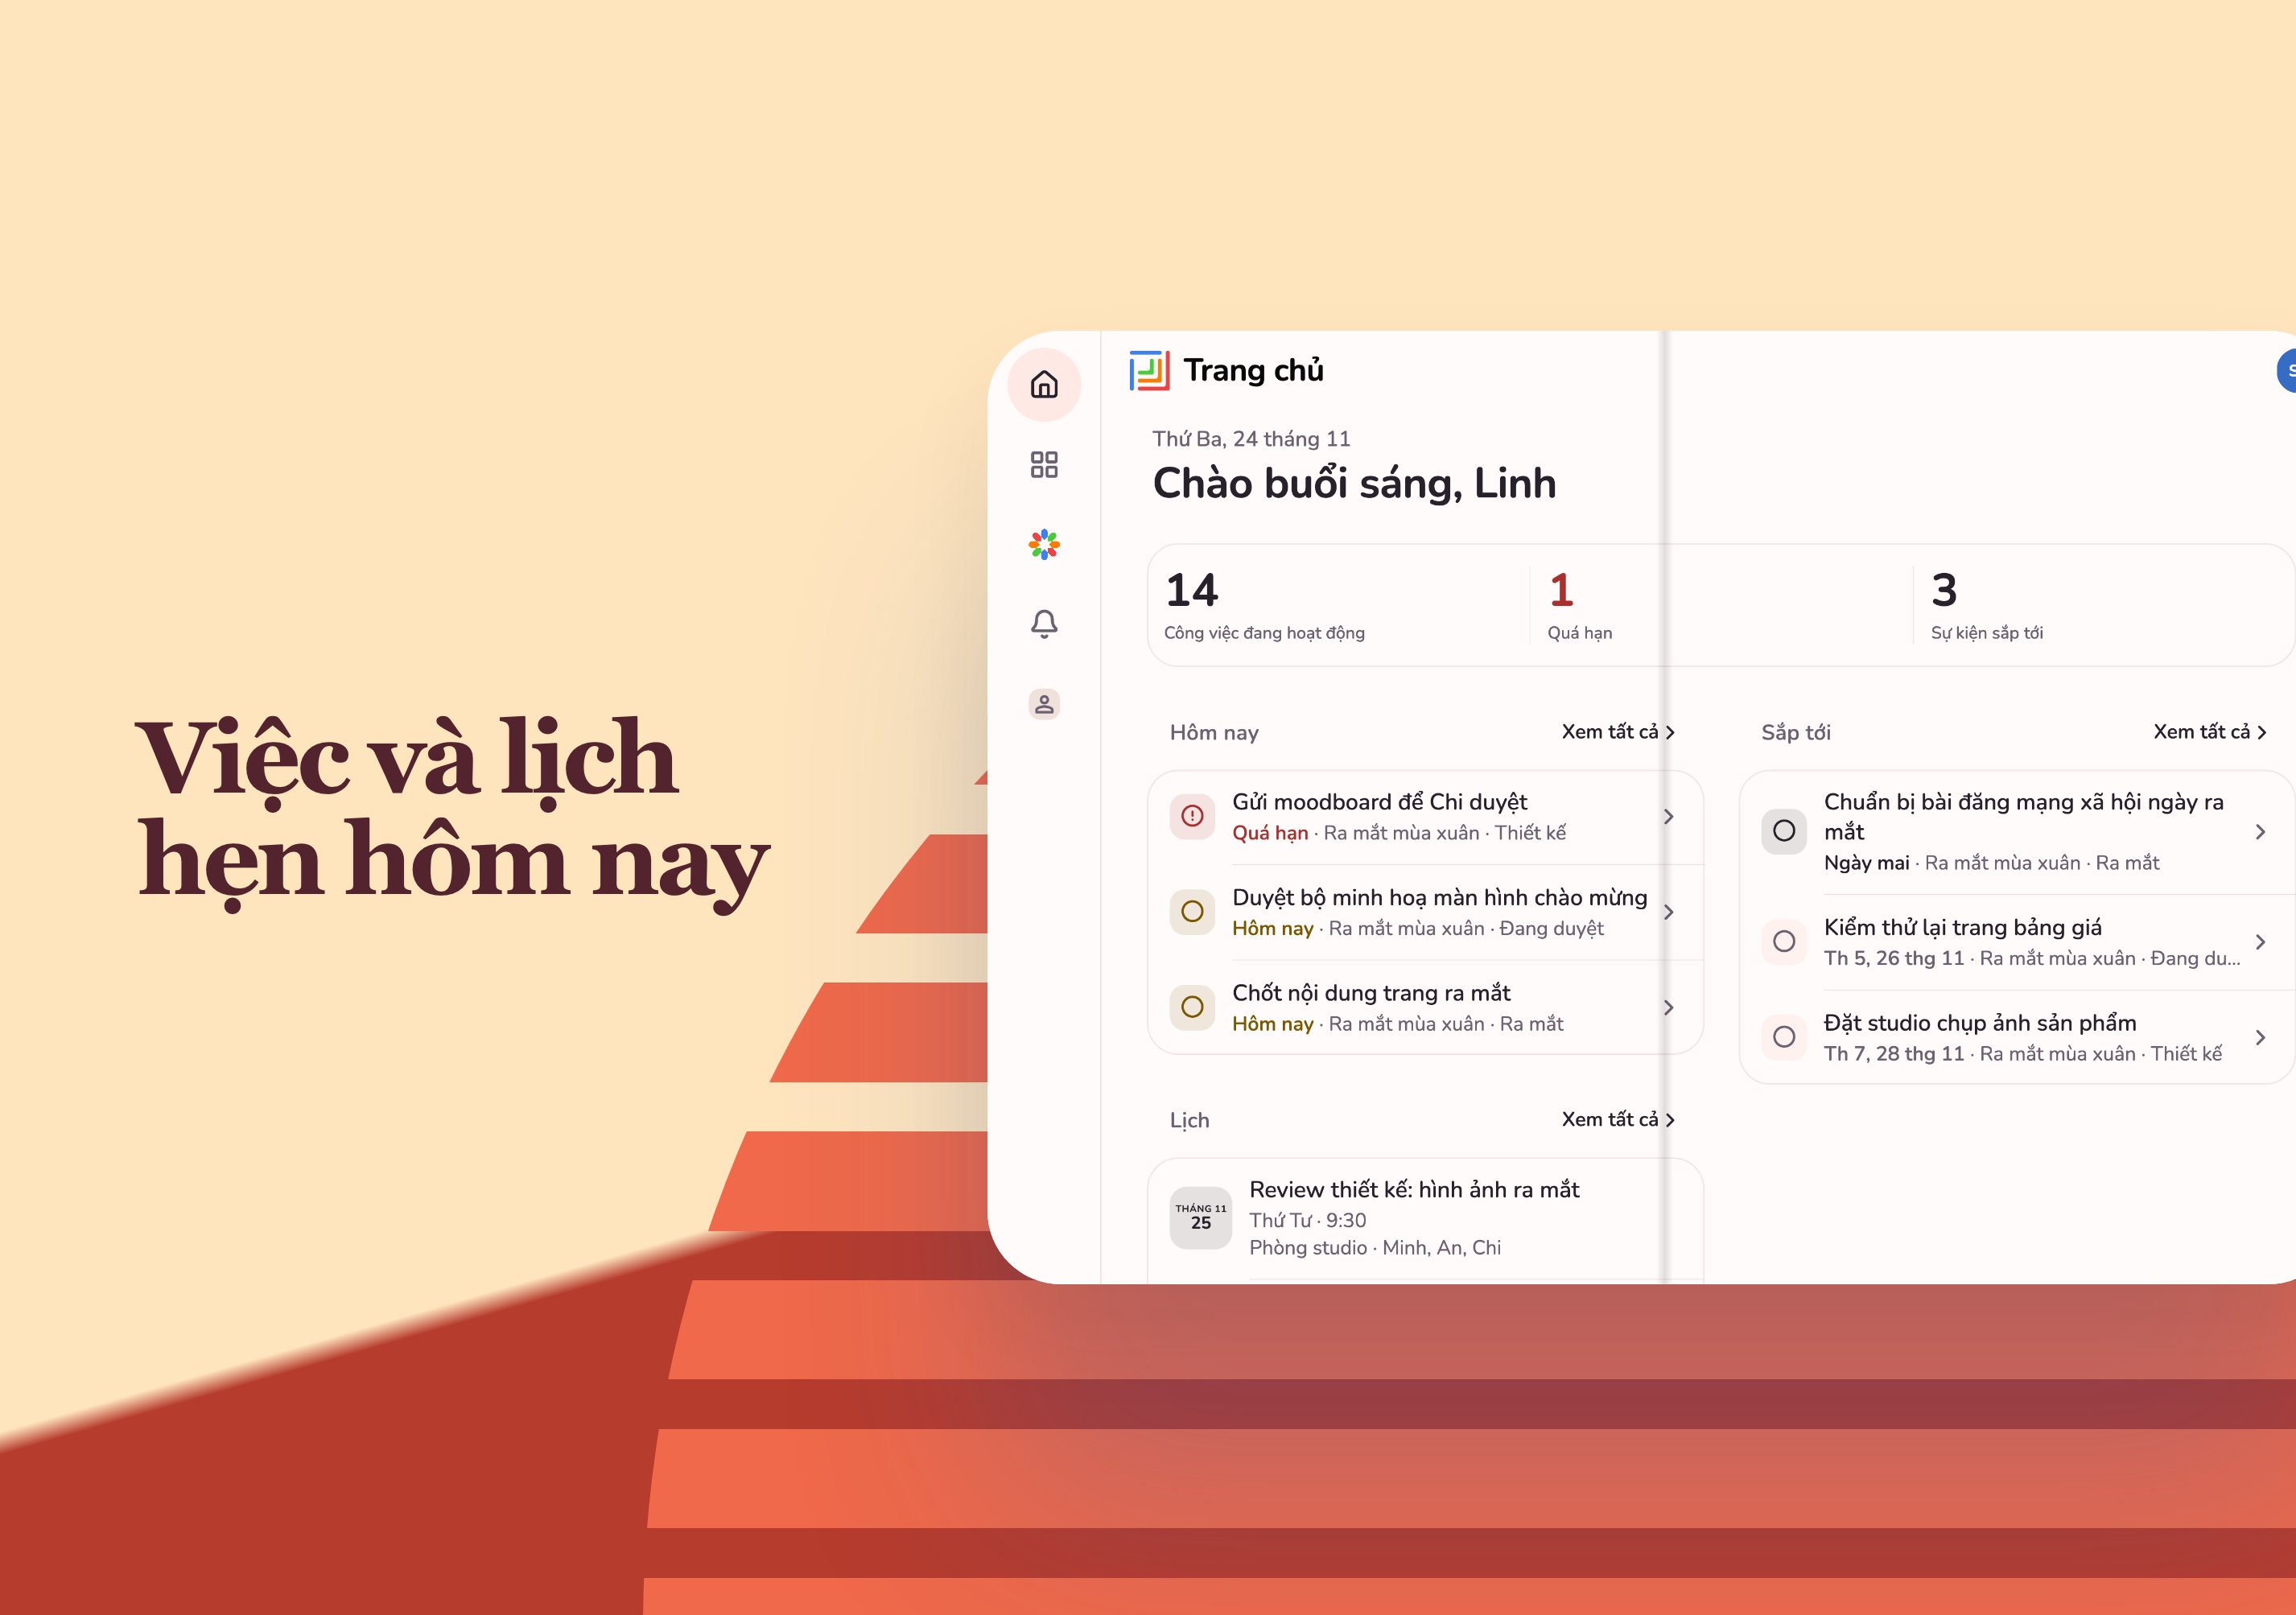 Việc và lịch
hẹn hôm nay
Trang chủ
Thứ Ba, 24 tháng 11
Chào buổi sáng, Linh
14
Công việc đang hoạt động
1
Quá hạn
3
Sự kiện sắp tới
Hôm nay
Xem tất cả
Gửi moodboard để Chi duyệt
Quá hạn · Ra mắt mùa xuân · Thiết kế
Duyệt bộ minh hoạ màn hình chào mừng
Hôm nay · Ra mắt mùa xuân · Đang duyệt
Chốt nội dung trang ra mắt
Hôm nay · Ra mắt mùa xuân · Ra mắt
Sắp tới
Xem tất cả
Chuẩn bị bài đăng mạng xã hội ngày ra
mắt
Ngày mai · Ra mắt mùa xuân · Ra mắt
Kiểm thử lại trang bảng giá
Th 5, 26 thg 11 · Ra mắt mùa xuân · Đang du...
Đặt studio chụp ảnh sản phẩm
Th 7, 28 thg 11 · Ra mắt mùa xuân · Thiết kế
Lịch
Xem tất cả
THÁNG 11
25
Review thiết kế: hình ảnh ra mắt
Thứ Tư · 9:30
Phòng studio · Minh, An, Chi